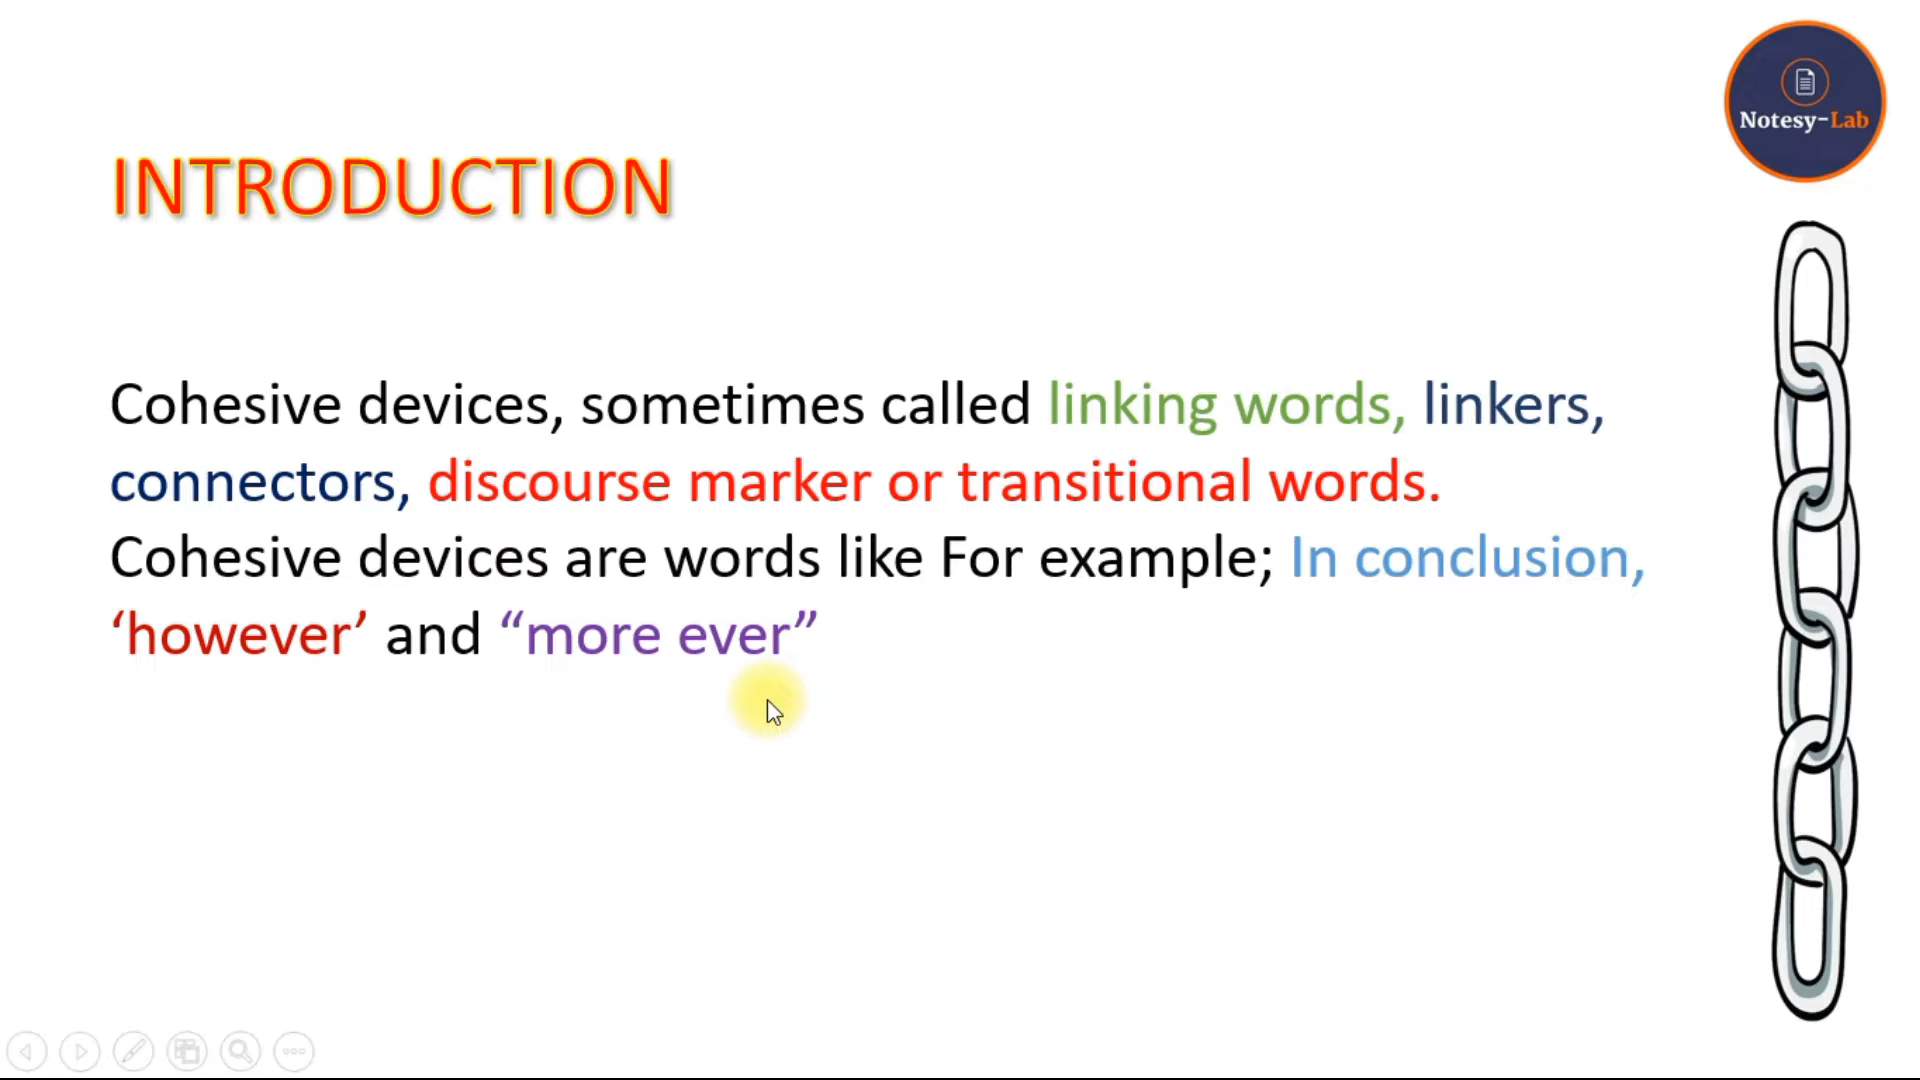 Notesy-Lab
INTRODUCTION
Cohesive devices, sometimes called linking words, linkers,
connectors, discourse marker or transitional words.
Cohesive devices are words like For example; In conclusion,
‘however’ and “more ever”